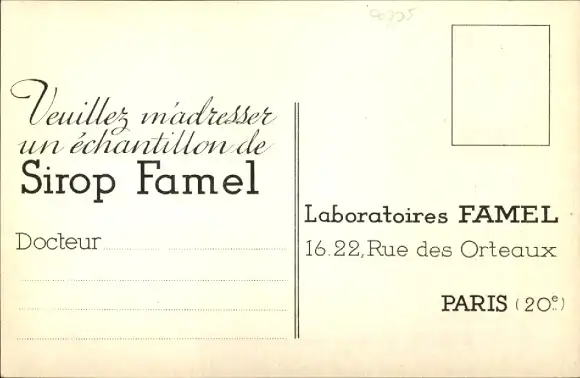 Veuillez m'adresser
un échantillon de
Sirop Famel
Docteur
Laboratoires FAMEL
16.22, Rue des Orteaux
PARIS (20e)